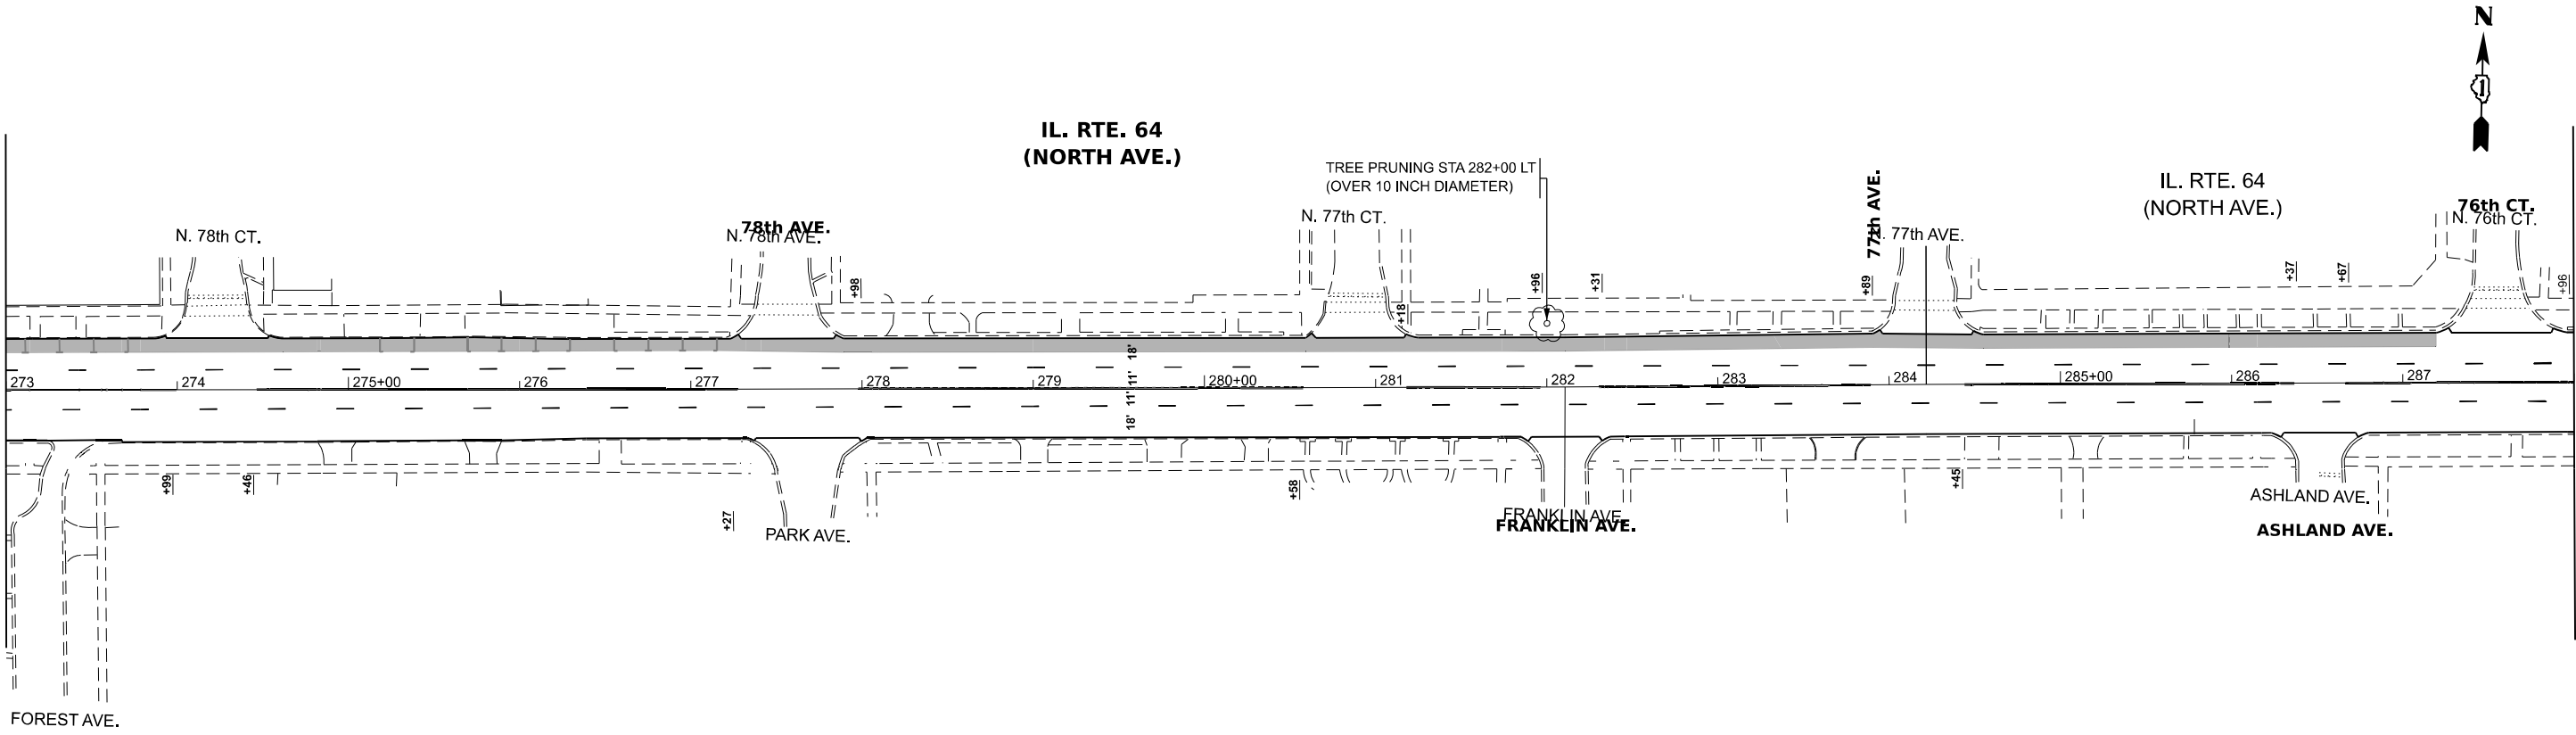 N
1
IL. RTE. 64
(NORTH AVE.)
TREE PRUNING STA 282+00 LT
(OVER 10 INCH DIAMETER)
IL. RTE. 64
(NORTH AVE.)
N. 78th CT.
78th AVE.
N. 78th AVE.
N. 77th CT.
77th AVE.
N. 77th AVE.
76th CT.
N. 76th CT.
+98
+18
+96
+31
+89
+37
+67
+96
18'
11'
11'
18'
273
274
275+00
276
277
278
279
280+00
281
282
283
284
285+00
286
287
+99
+46
+27
+58
+45
PARK AVE.
FRANKLIN AVE.
FRANKLIN AVE.
ASHLAND AVE.
ASHLAND AVE.
FOREST AVE.